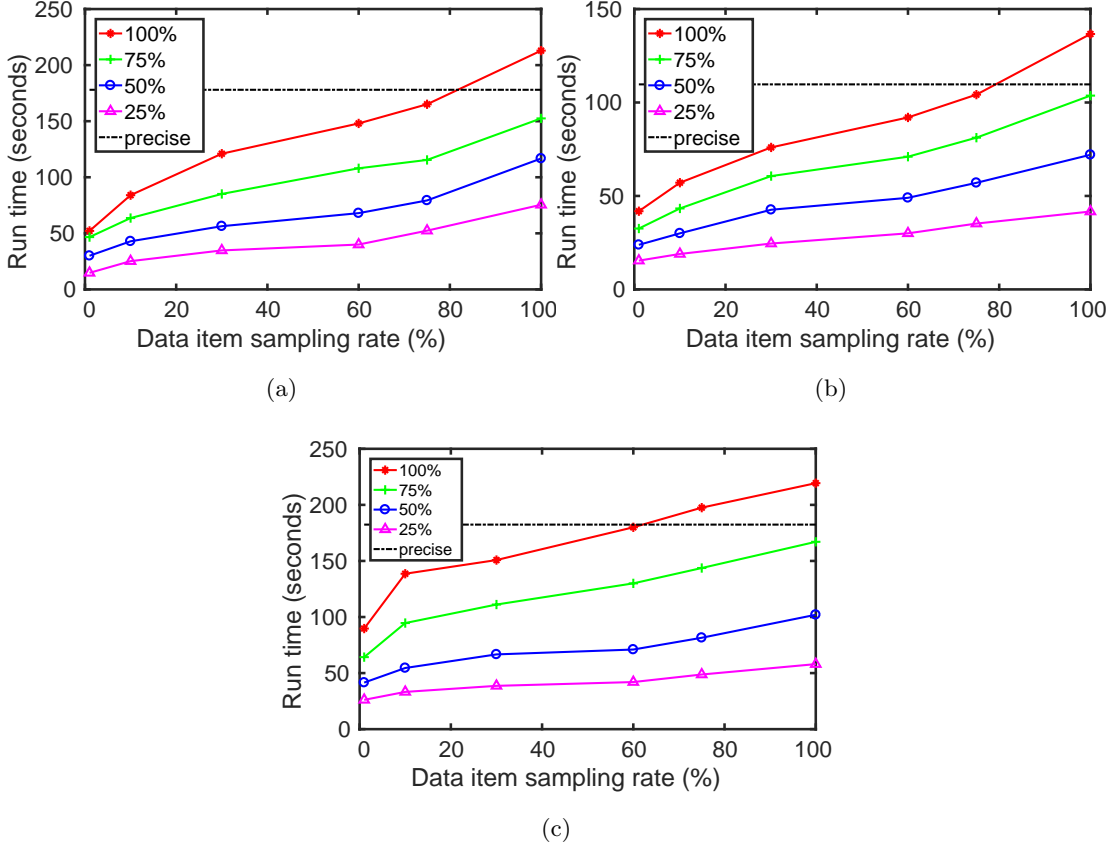 250
200
150
100
50
0
Run time (seconds)
100%
75%
50%
25%
precise
0 20 40 60 80 100
Data item sampling rate (%)
(a)
150
100
50
0
Run time (seconds)
100%
75%
50%
25%
precise
0 20 40 60 80 100
Data item sampling rate (%)
(b)
250
200
150
100
50
0
Run time (seconds)
100%
75%
50%
25%
precise
0 20 40 60 80 100
Data item sampling rate (%)
(c)